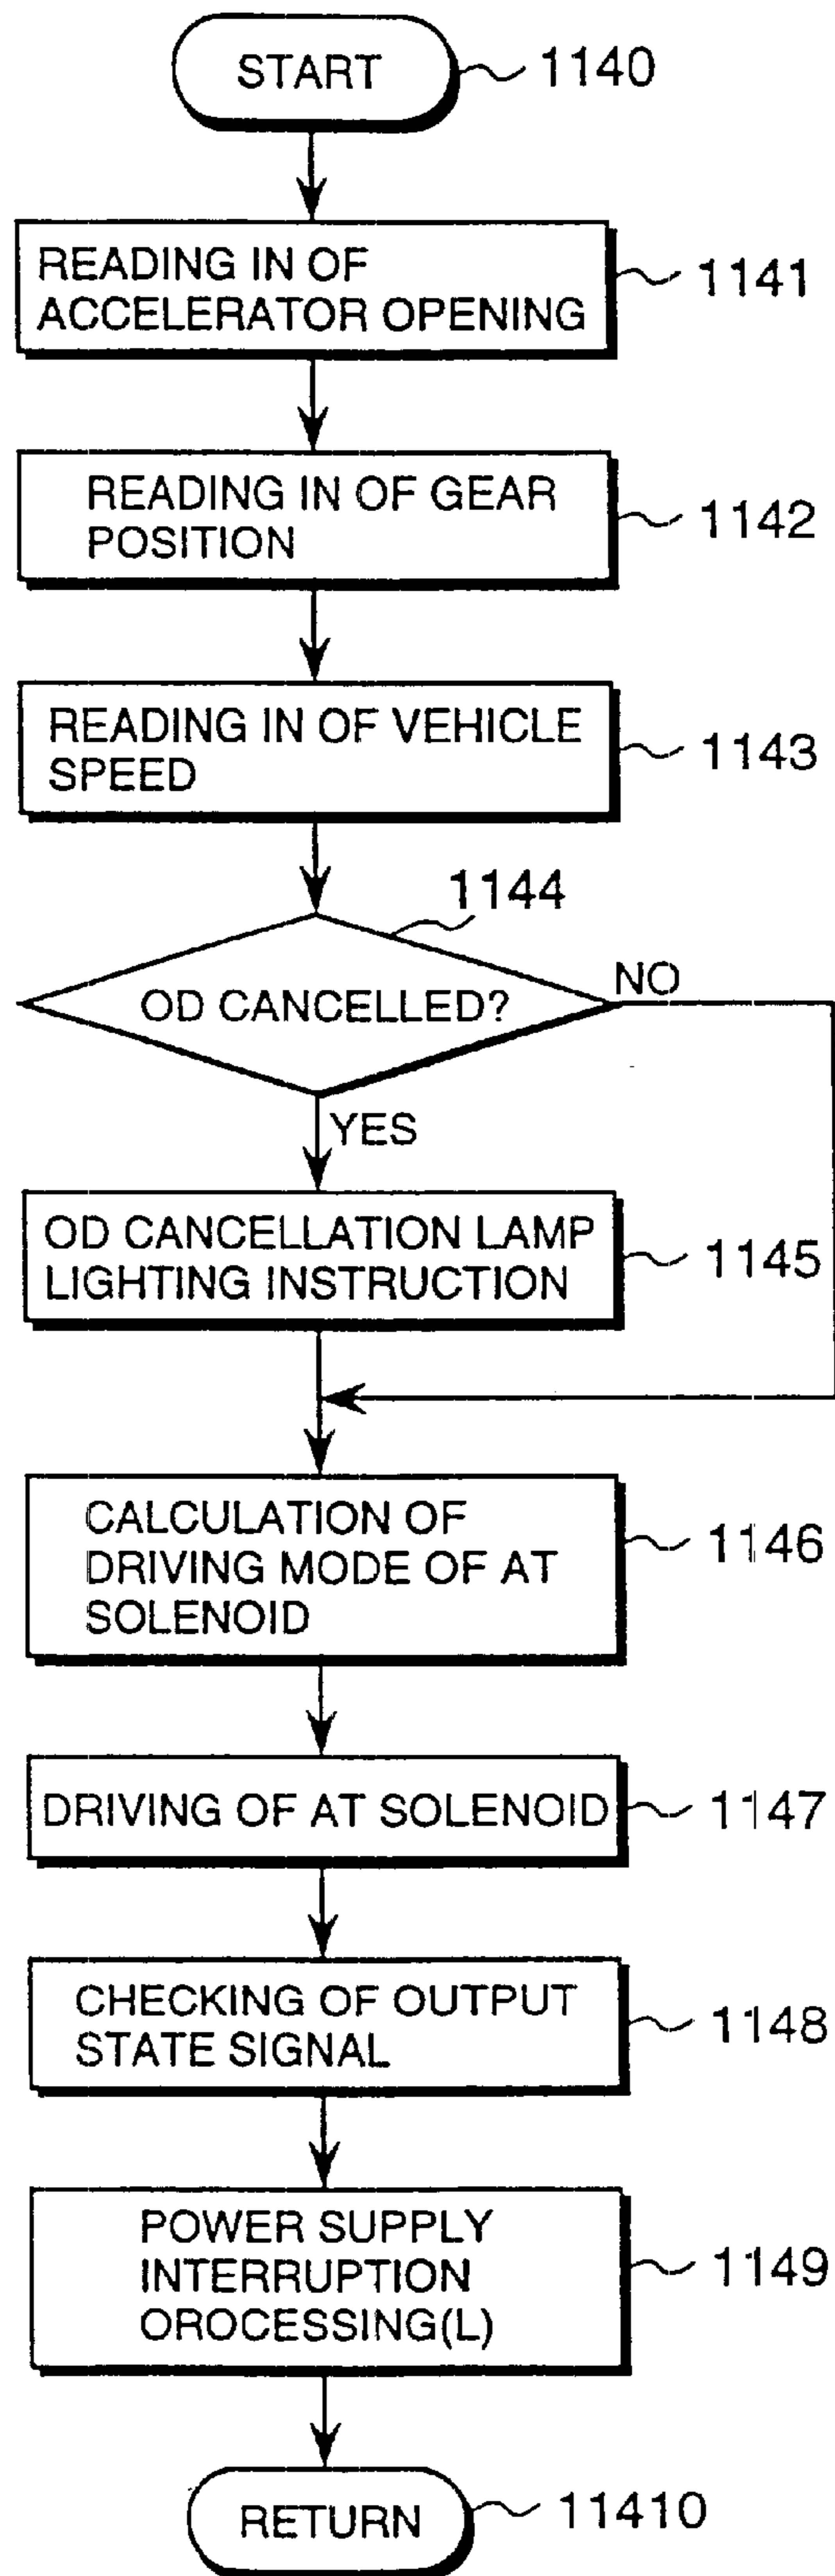 START 1140
READING IN OF
ACCELERATOR OPENING 1141
READING IN OF GEAR
POSITION 1142
READING IN OF VEHICLE
SPEED 1143
1144
OD CANCELLED? NO
YES
OD CANCELLATION LAMP
LIGHTING INSTRUCTION 1145
CALCULATION OF
DRIVING MODE OF AT
SOLENOID 1146
DRIVING OF AT SOLENOID 1147
CHECKING OF OUTPUT
STATE SIGNAL 1148
POWER SUPPLY
INTERRUPTION
OROCESSING(L) 1149
RETURN 11410